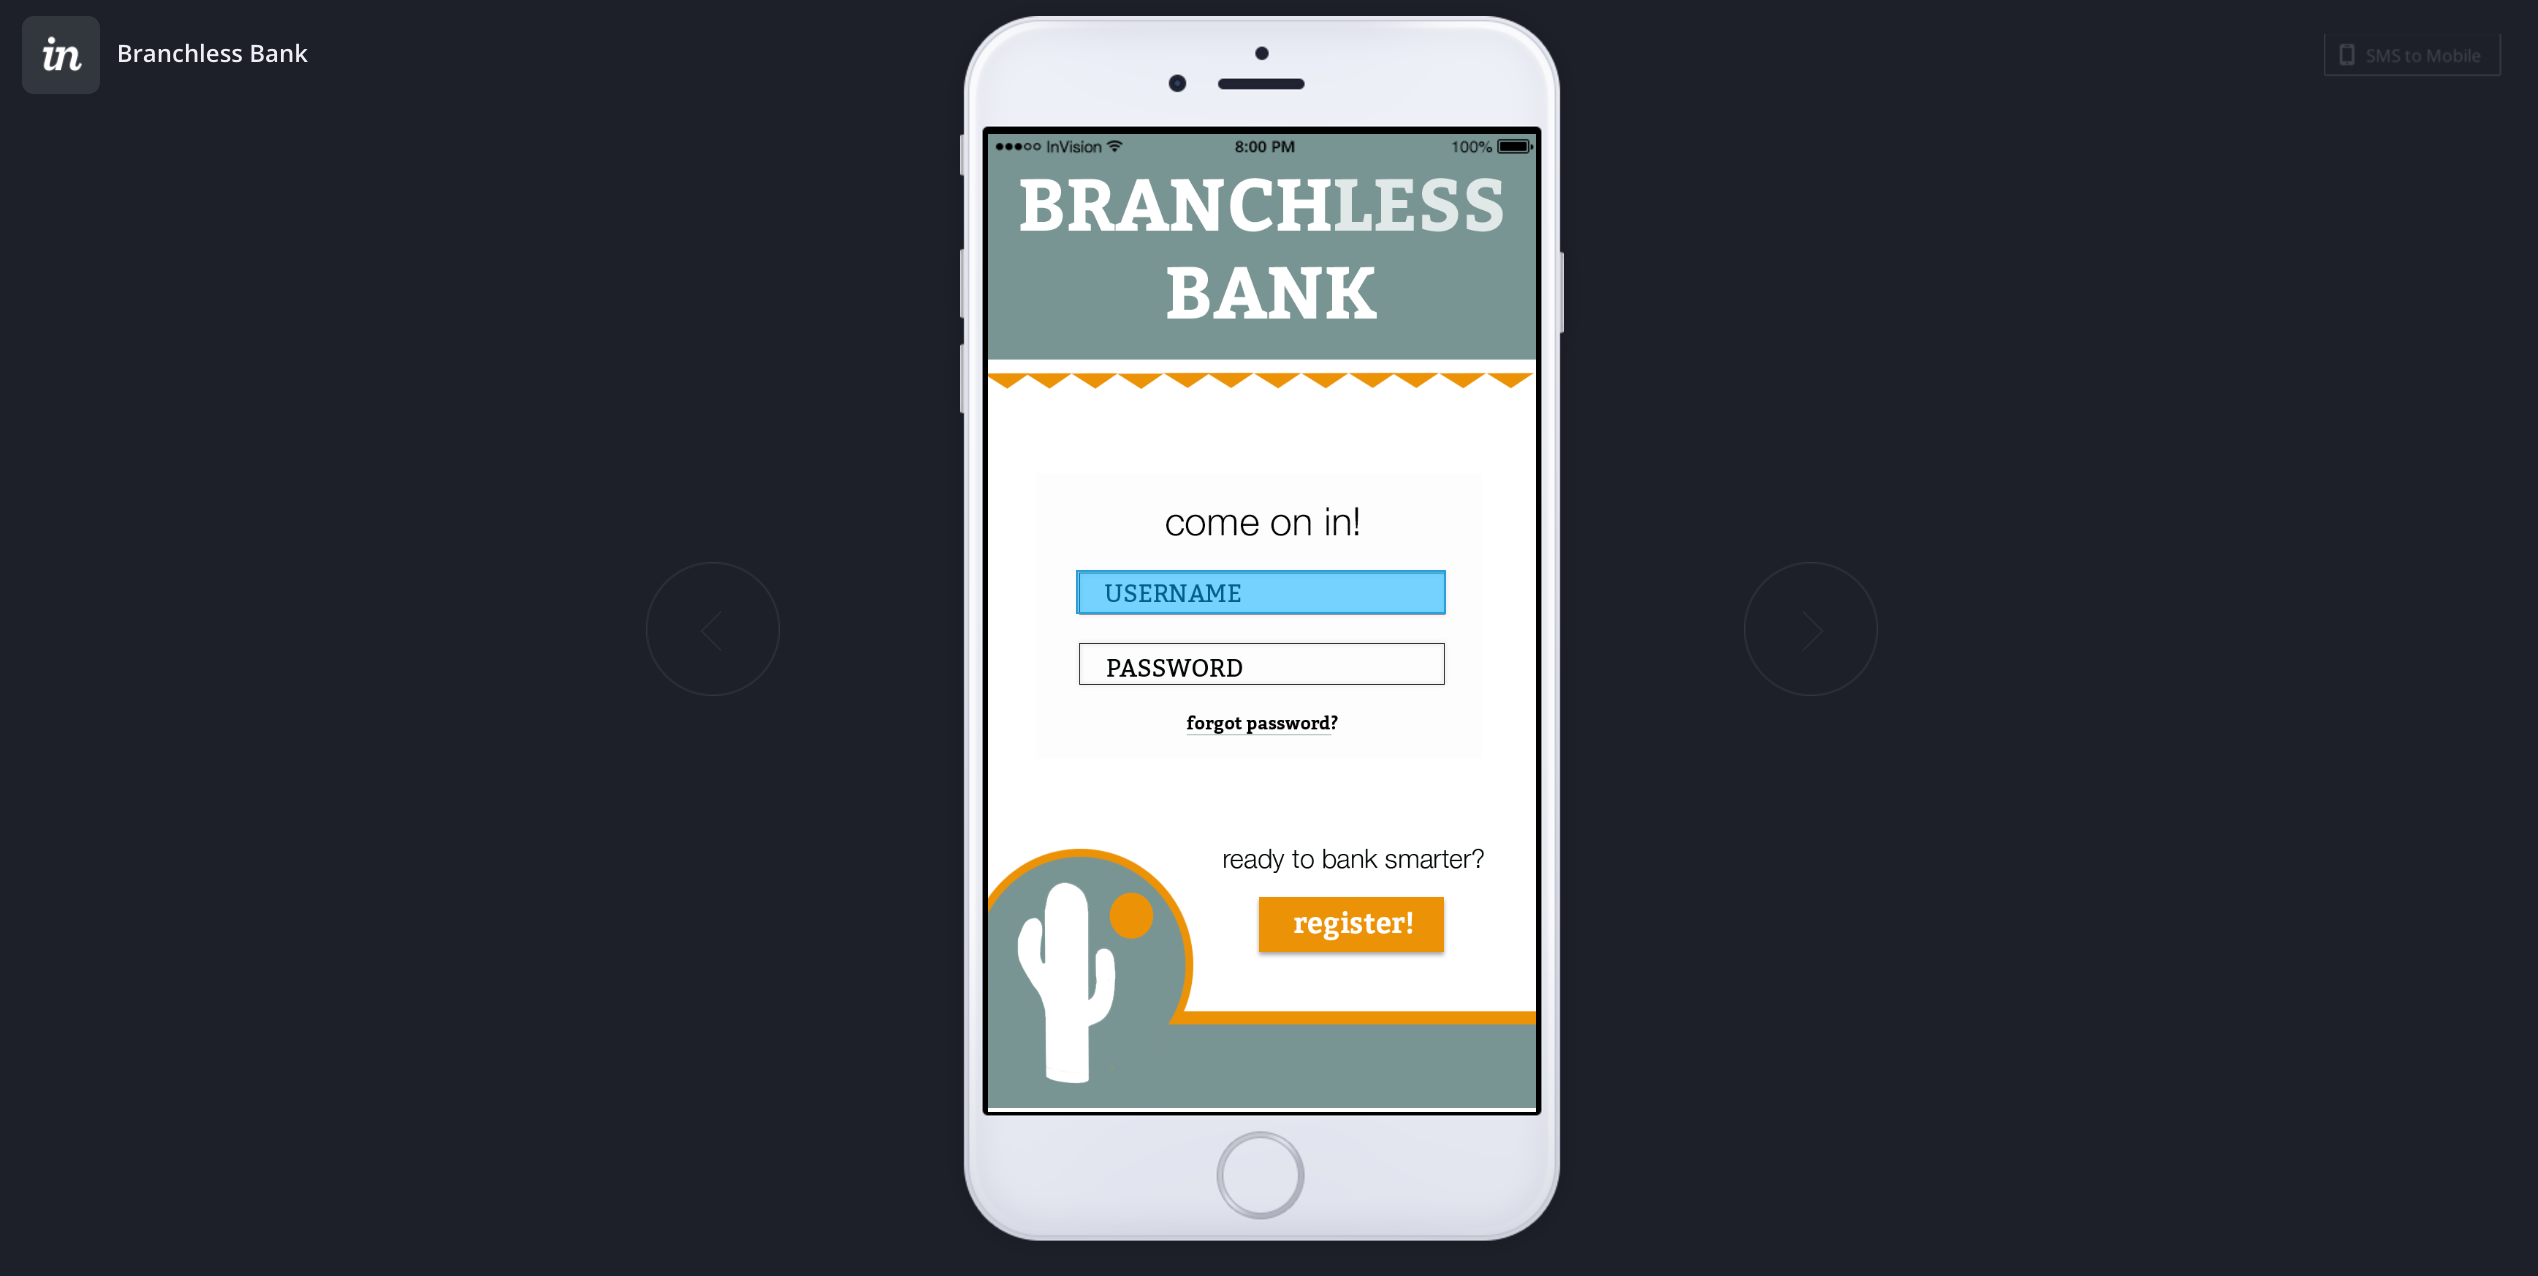 in Branchless Bank
SMS to Mobile
InVision 8:00 PM 100%
BRANCHLESS
BANK
come on in!
USERNAME
PASSWORD
forgot password?
ready to bank smarter?
register!